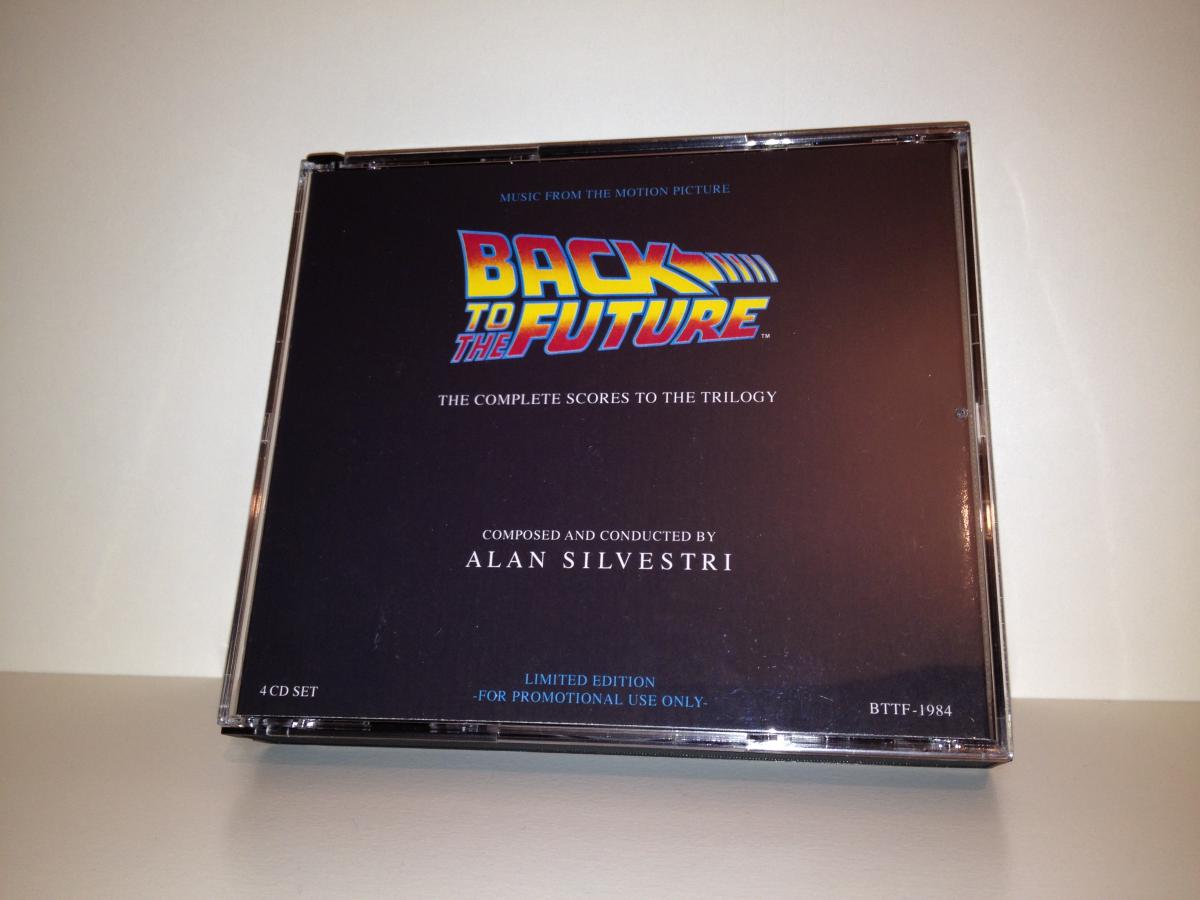 MUSIC FROM THE MOTION PICTURE
BACK
TO
THE FUTURE
™
THE COMPLETE SCORES TO THE TRILOGY
COMPOSED AND CONDUCTED BY
ALAN SILVESTRI
LIMITED EDITION
-FOR PROMOTIONAL USE ONLY-
4 CD SET
BTTF-1984